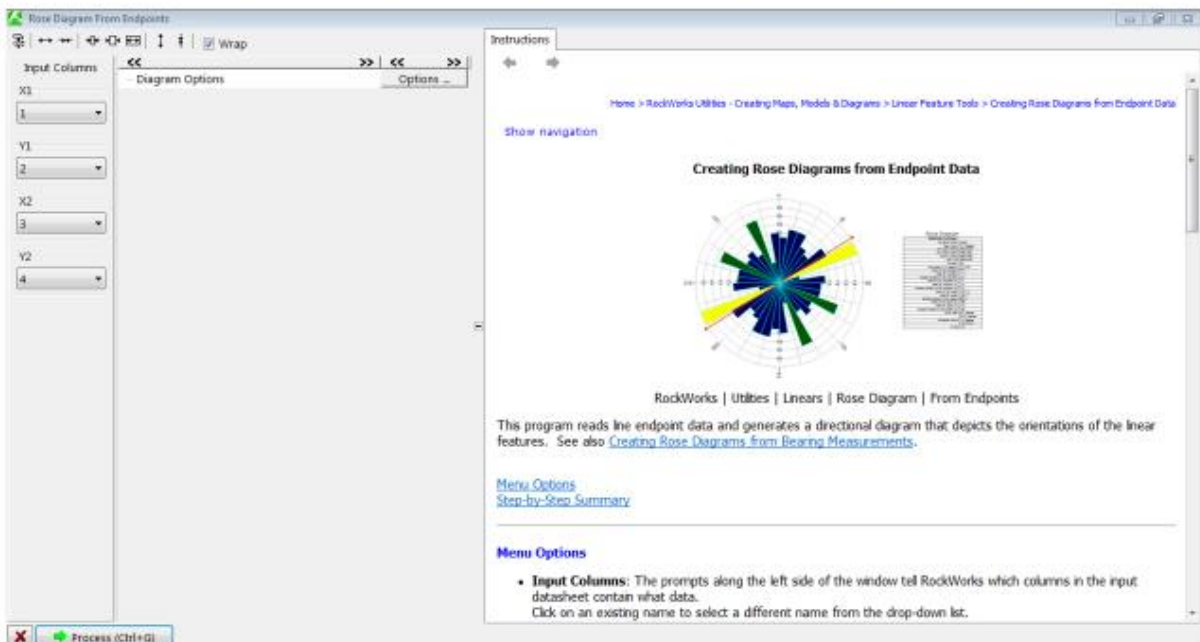 Rose Diagram From Endpoints
Wrap
Instructions
Input Columns
<< >> << >>
Diagram Options
Options ...
X1
1
Y1
2
X2
3
Y2
4
Home > RockWorks Utilities - Creating Maps, Models & Diagrams > Linear Feature Tools > Creating Rose Diagrams from Endpoint Data
Show navigation
Creating Rose Diagrams from Endpoint Data
RockWorks | Utilities | Linears | Rose Diagram | From Endpoints
This program reads line endpoint data and generates a directional diagram that depicts the orientations of the linear
features. See also Creating Rose Diagrams from Bearing Measurements.
Menu Options
Step-by-Step Summary
Menu Options
• Input Columns: The prompts along the left side of the window tell RockWorks which columns in the input
datasheet contain what data.
Click on an existing name to select a different name from the drop-down list.
Process (Ctrl+G)